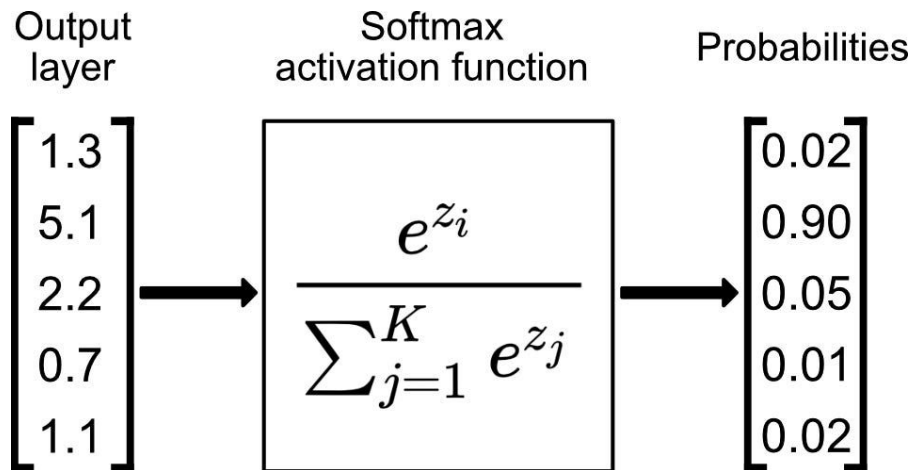 Output
layer
Softmax
activation function
Probabilities
1.3
5.1
2.2
0.7
1.1
e^{z_i}
∑_{j=1}^{K} e^{z_j}
0.02
0.90
0.05
0.01
0.02